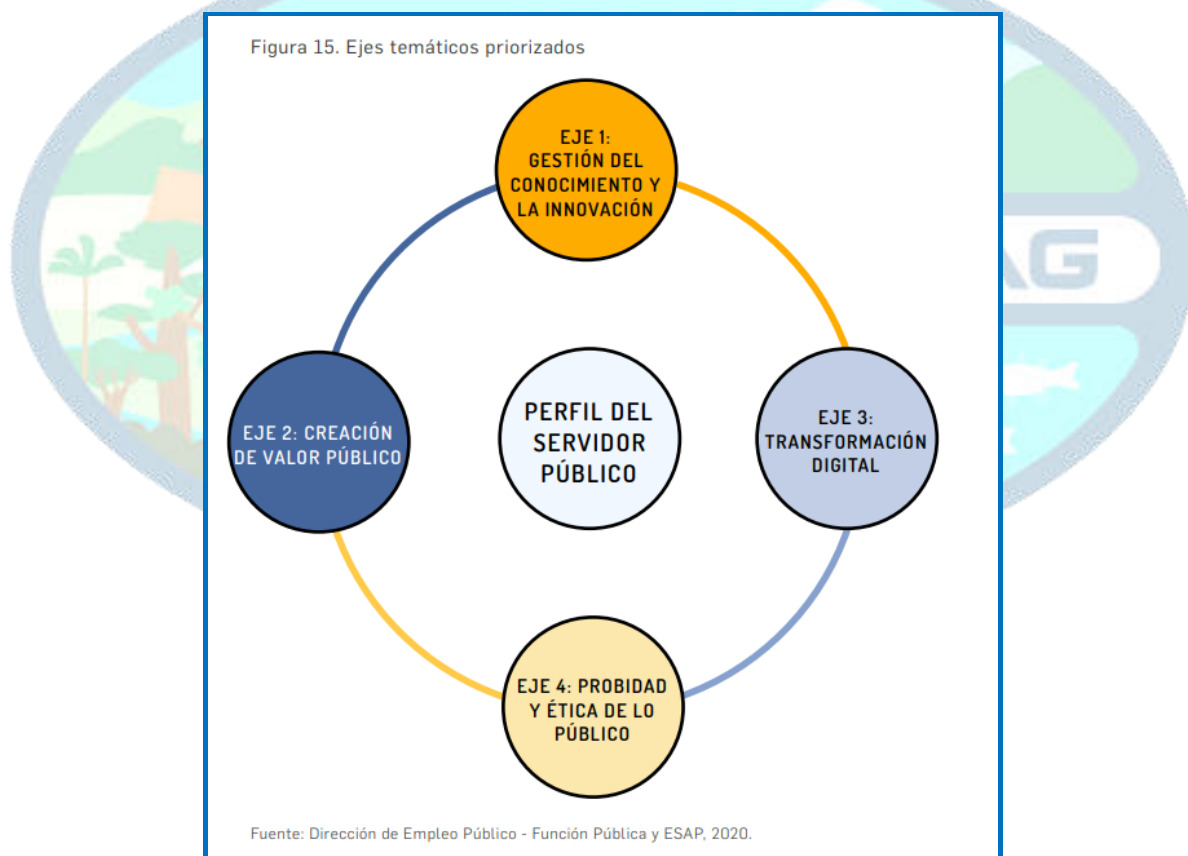 Figura 15. Ejes temáticos priorizados
EJE 1:
GESTIÓN DEL
CONOCIMIENTO Y
LA INNOVACIÓN
EJE 2: CREACIÓN
DE VALOR PÚBLICO
PERFIL DEL
SERVIDOR
PÚBLICO
EJE 3:
TRANSFORMACIÓN
DIGITAL
EJE 4: PROBIDAD
Y ÉTICA DE LO
PÚBLICO
Fuente: Dirección de Empleo Público - Función Pública y ESAP, 2020.